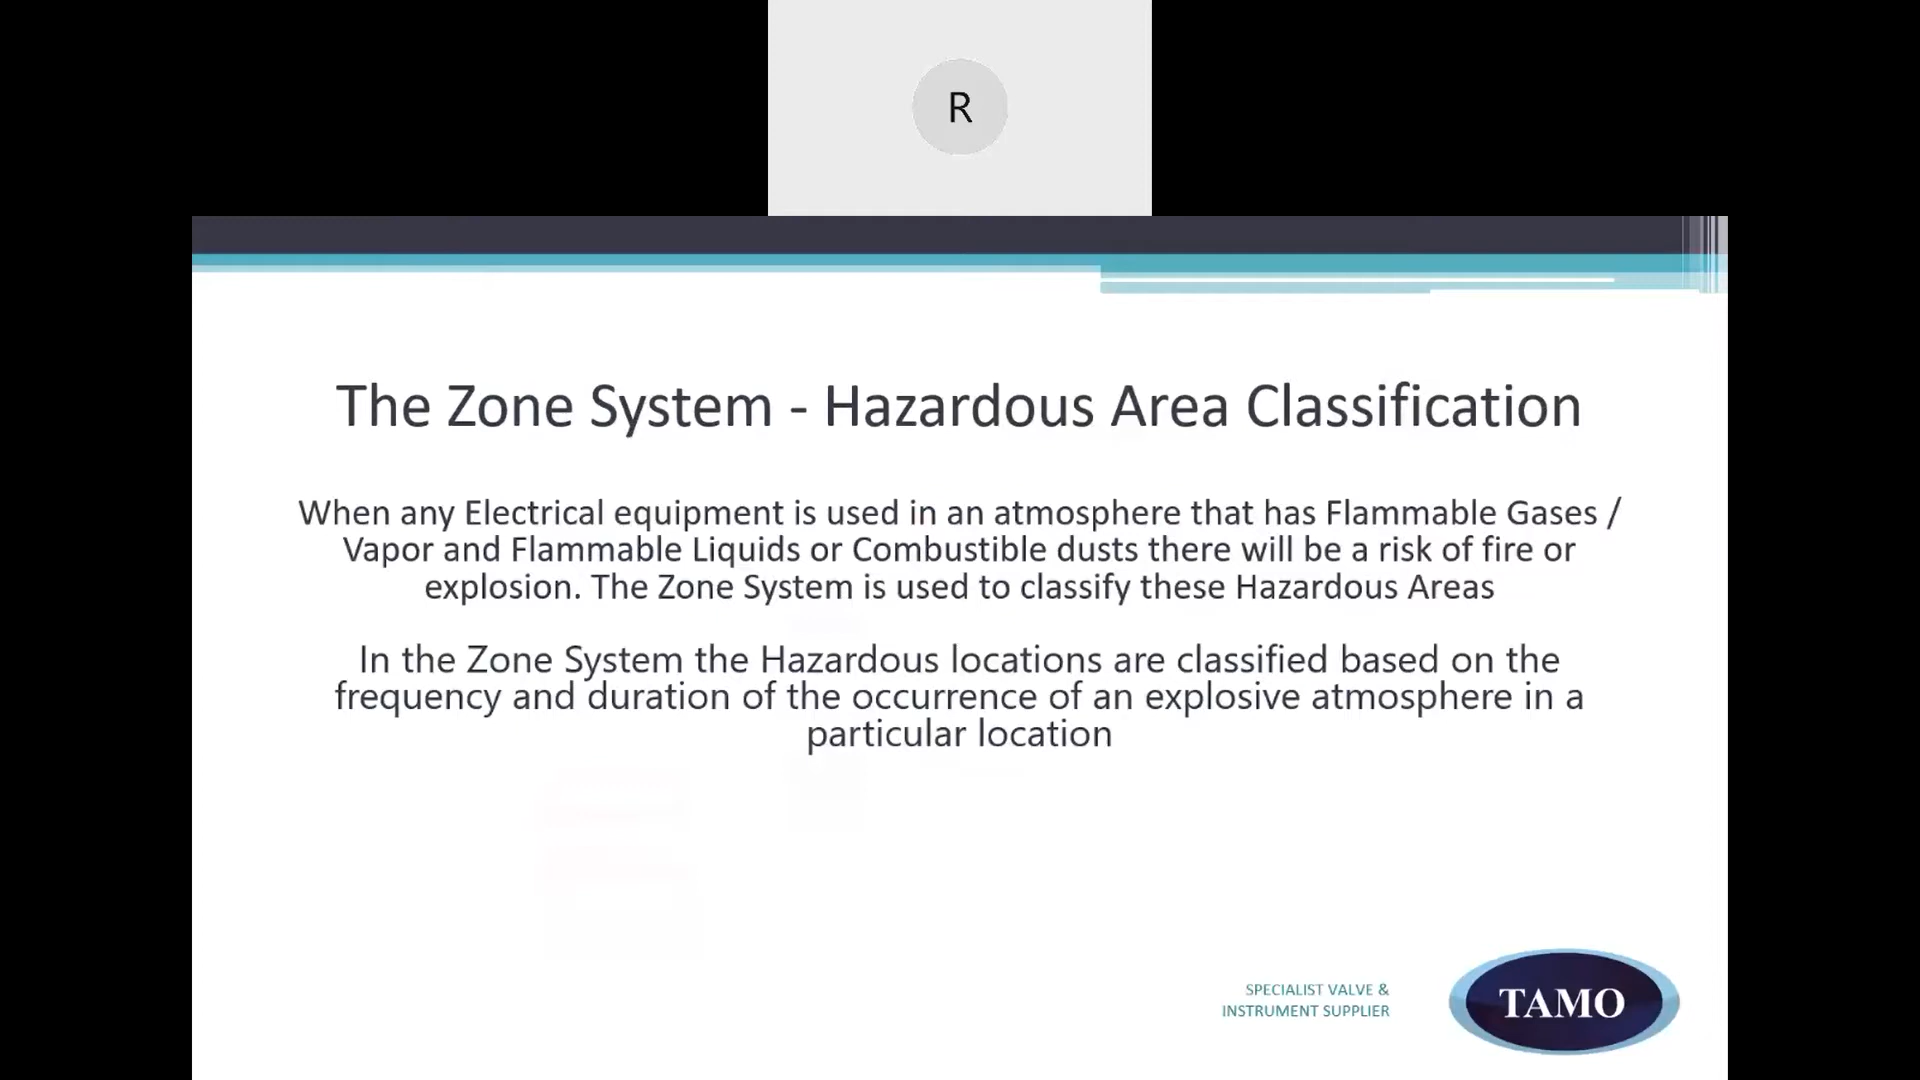 R
The Zone System - Hazardous Area Classification
When any Electrical equipment is used in an atmosphere that has Flammable Gases /
Vapor and Flammable Liquids or Combustible dusts there will be a risk of fire or
explosion. The Zone System is used to classify these Hazardous Areas
In the Zone System the Hazardous locations are classified based on the
frequency and duration of the occurrence of an explosive atmosphere in a
particular location
SPECIALIST VALVE &
INSTRUMENT SUPPLIER
TAMO